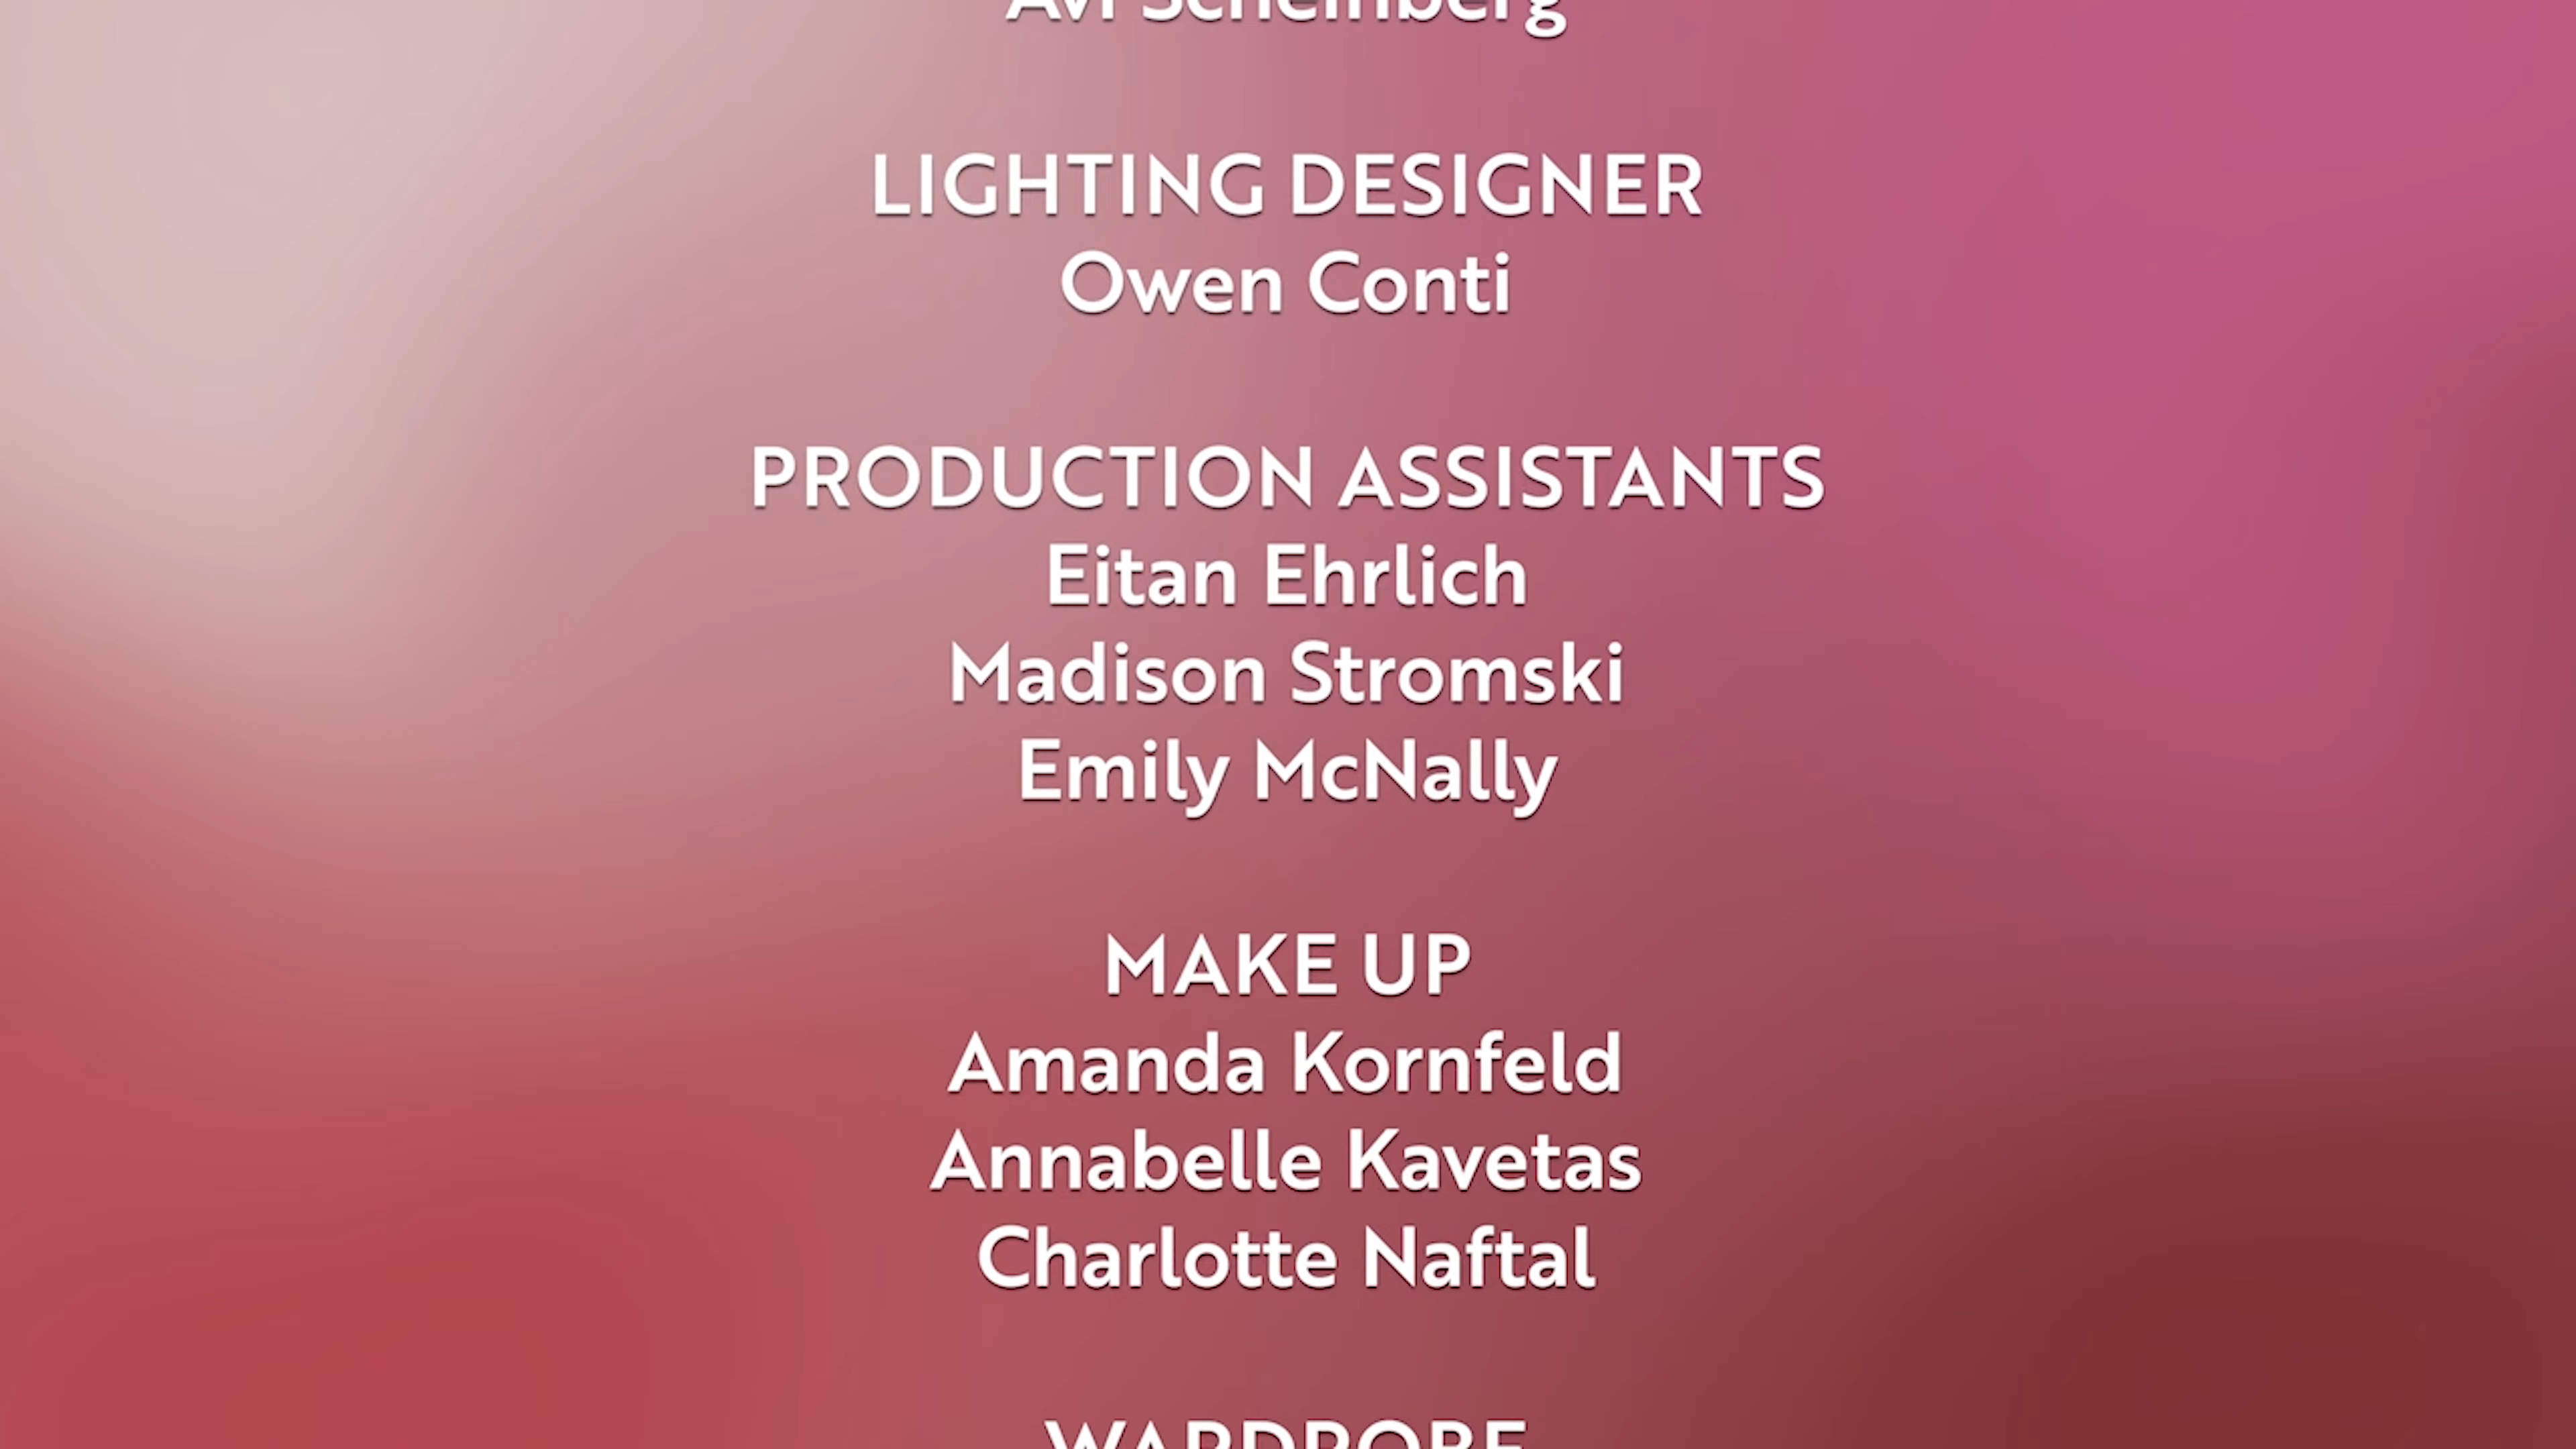 Avi Scheinberg
LIGHTING DESIGNER
Owen Conti
PRODUCTION ASSISTANTS
Eitan Ehrlich
Madison Stromski
Emily McNally
MAKE UP
Amanda Kornfeld
Annabelle Kavetas
Charlotte Naftal
WARDROBE